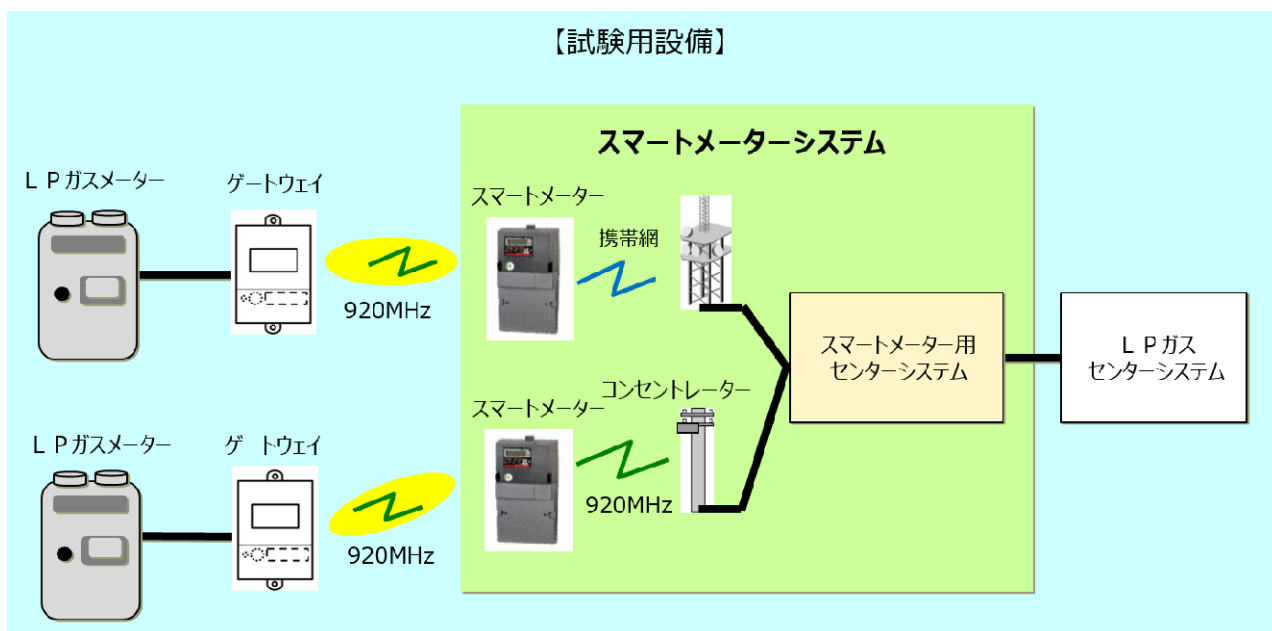 【試験用設備】
スマートメーターシステム
ＬＰガスメーター
ゲートウェイ
920MHz
スマートメーター
携帯網
スマートメーター用
センターシステム
ＬＰガス
センターシステム
ＬＰガスメーター
ゲ トウェイ
920MHz
スマートメーター
920MHz
コンセントレーター